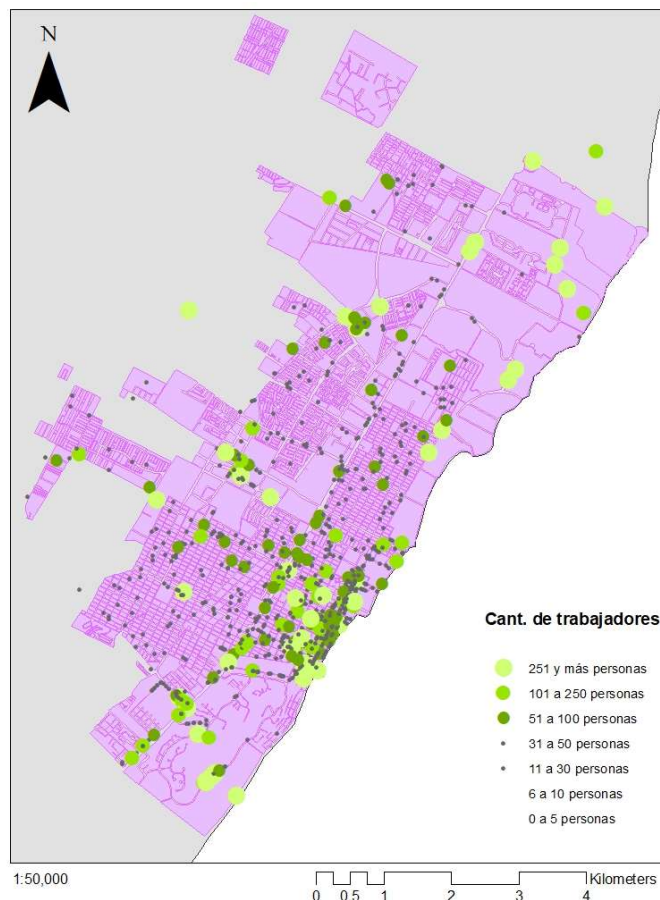 N
Cant. de trabajadores
251 y más personas
101 a 250 personas
51 a 100 personas
31 a 50 personas
11 a 30 personas
6 a 10 personas
0 a 5 personas
1:50,000
Kilometers
0 0.5 1 2 3 4